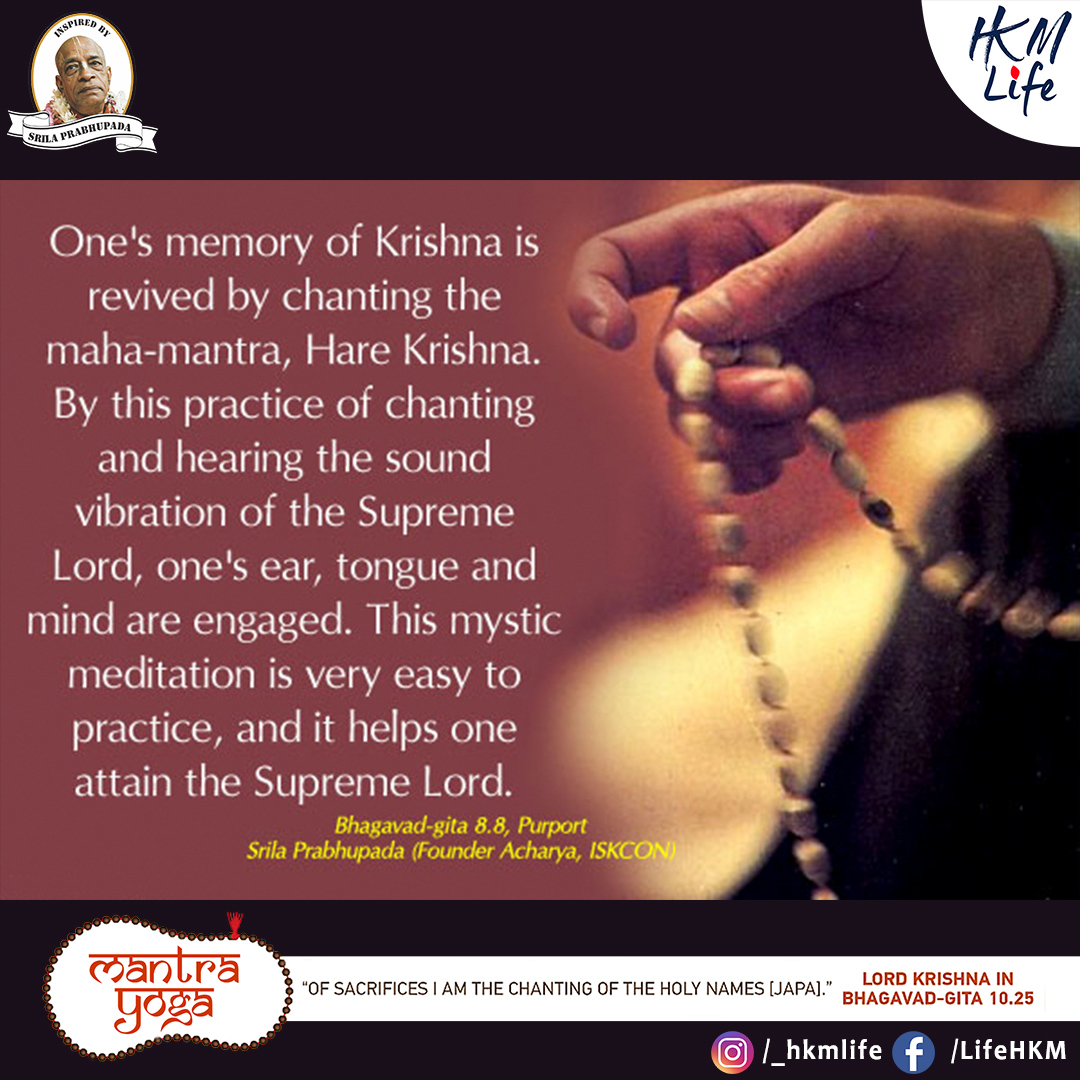 INSPIRED BY
SRILA PRABHUPADA
HKM
Life
One's memory of Krishna is
revived by chanting the
maha-mantra, Hare Krishna.
By this practice of chanting
and hearing the sound
vibration of the Supreme
Lord, one's ear, tongue and
mind are engaged. This mystic
meditation is very easy to
practice, and it helps one
attain the Supreme Lord.
Bhagavad-gita 8.8, Purport
Srila Prabhupada (Founder Acharya, ISKCON)
mantra
yoga
“OF SACRIFICES I AM THE CHANTING OF THE HOLY NAMES [JAPA].”
LORD KRISHNA IN
BHAGAVAD-GITA 10.25
/_hkmlife
/LifeHKM